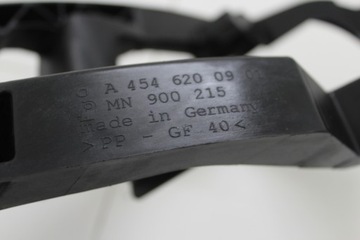 A 454 620 09
MN 900 215
Made in Germany
>PP - GF 40<